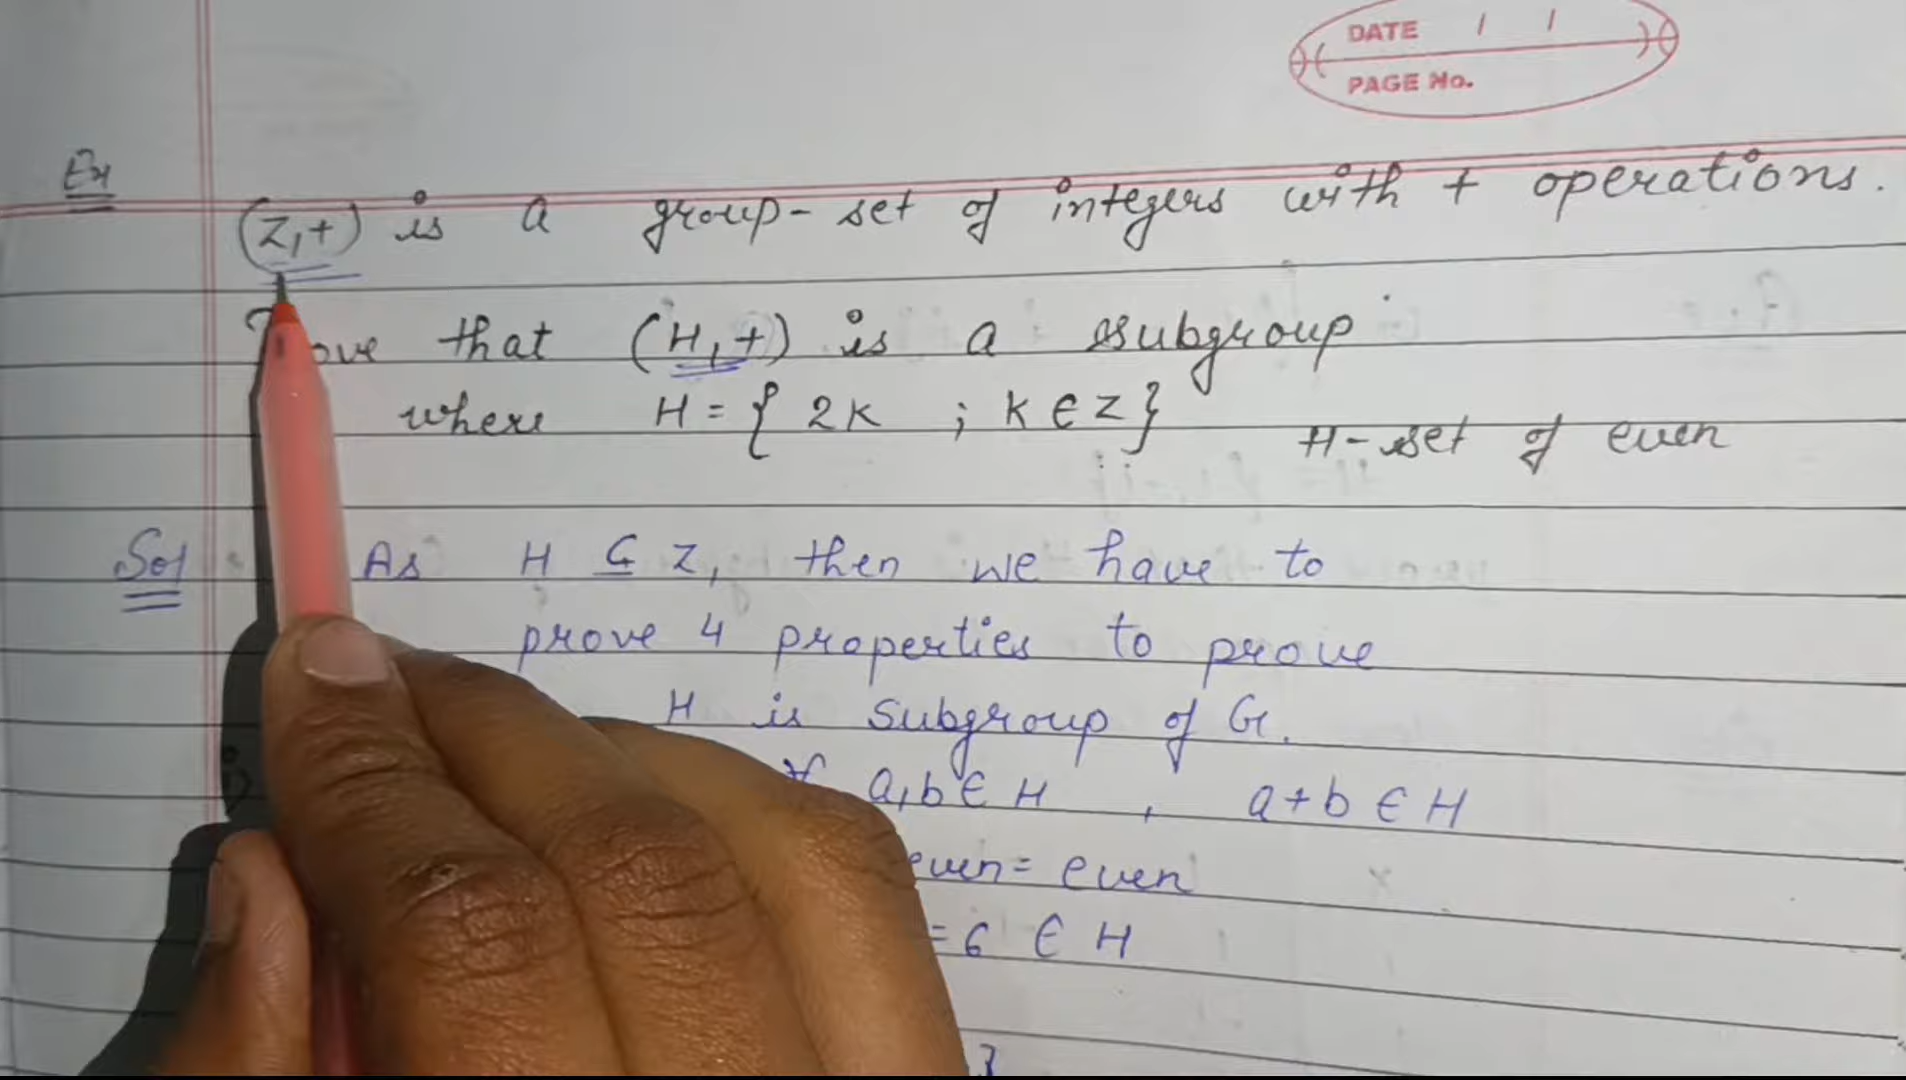 DATE / /
PAGE No.
Ex
(Z,+) is a group - set of integers with + operations.
that (H,+) is a subgroup
where H = { 2K ; K ∈ Z }
H - set of even
Sol As H ⊆ Z, then we have to
prove 4 properties to prove
H is subgroup of G.
i) ∀ a,b ∈ H , a+b ∈ H
even = even
= 6 ∈ H
}